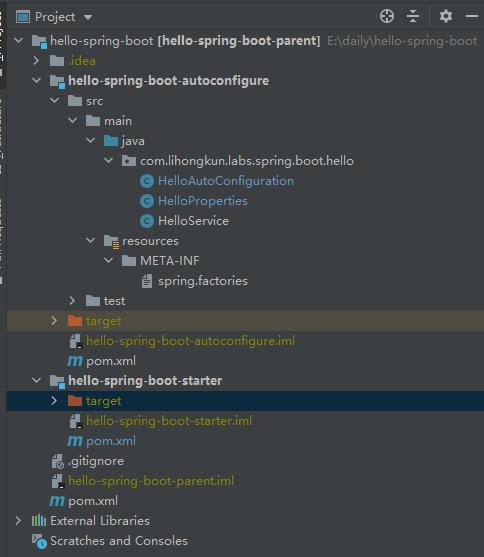 Project
hello-spring-boot [hello-spring-boot-parent] E:\daily\hello-spring-boot
.idea
hello-spring-boot-autoconfigure
src
main
java
com.lihongkun.labs.spring.boot.hello
HelloAutoConfiguration
HelloProperties
HelloService
resources
META-INF
spring.factories
test
target
hello-spring-boot-autoconfigure.iml
pom.xml
hello-spring-boot-starter
target
hello-spring-boot-starter.iml
pom.xml
.gitignore
hello-spring-boot-parent.iml
pom.xml
External Libraries
Scratches and Consoles